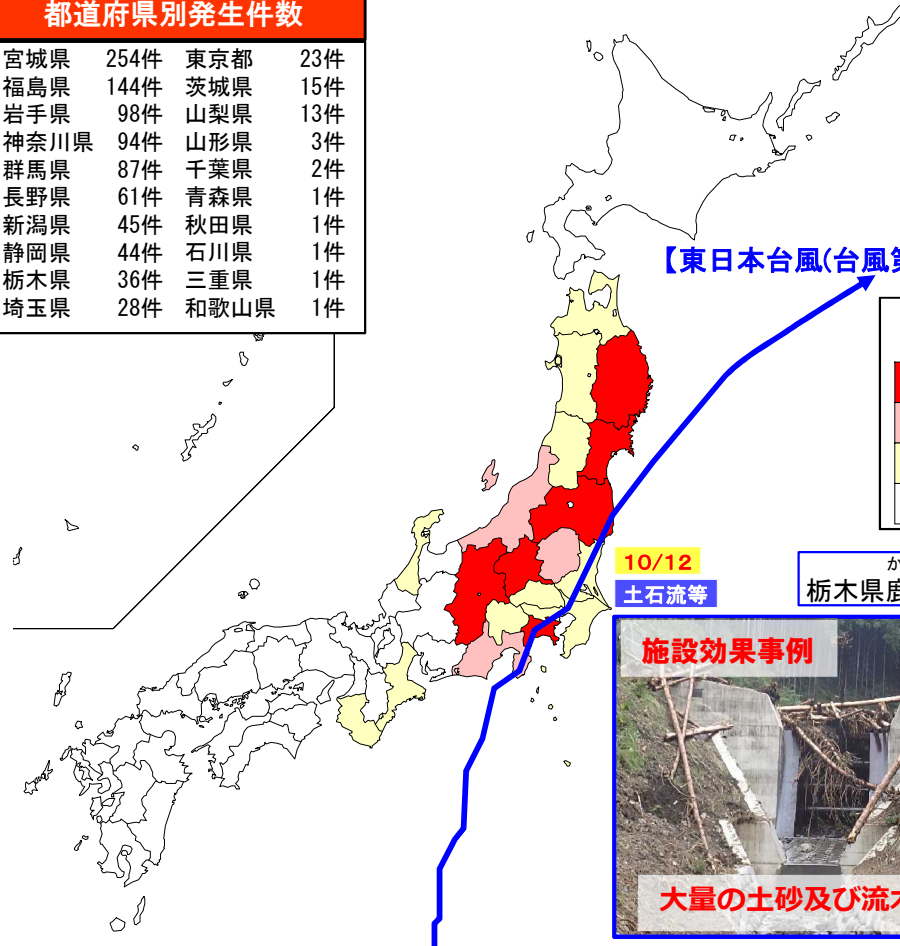 都道府県別発生件数
宮城県 254件 東京都 23件
福島県 144件 茨城県 15件
岩手県 98件 山梨県 13件
神奈川県 94件 山形県 3件
群馬県 87件 千葉県 2件
長野県 61件 青森県 1件
新潟県 45件 秋田県 1件
静岡県 44件 石川県 1件
栃木県 36件 三重県 1件
埼玉県 28件 和歌山県 1件
【東日本台風(台風第
10/12
土石流等
か
栃木県鹿
施設効果事例
大量の土砂及び流木